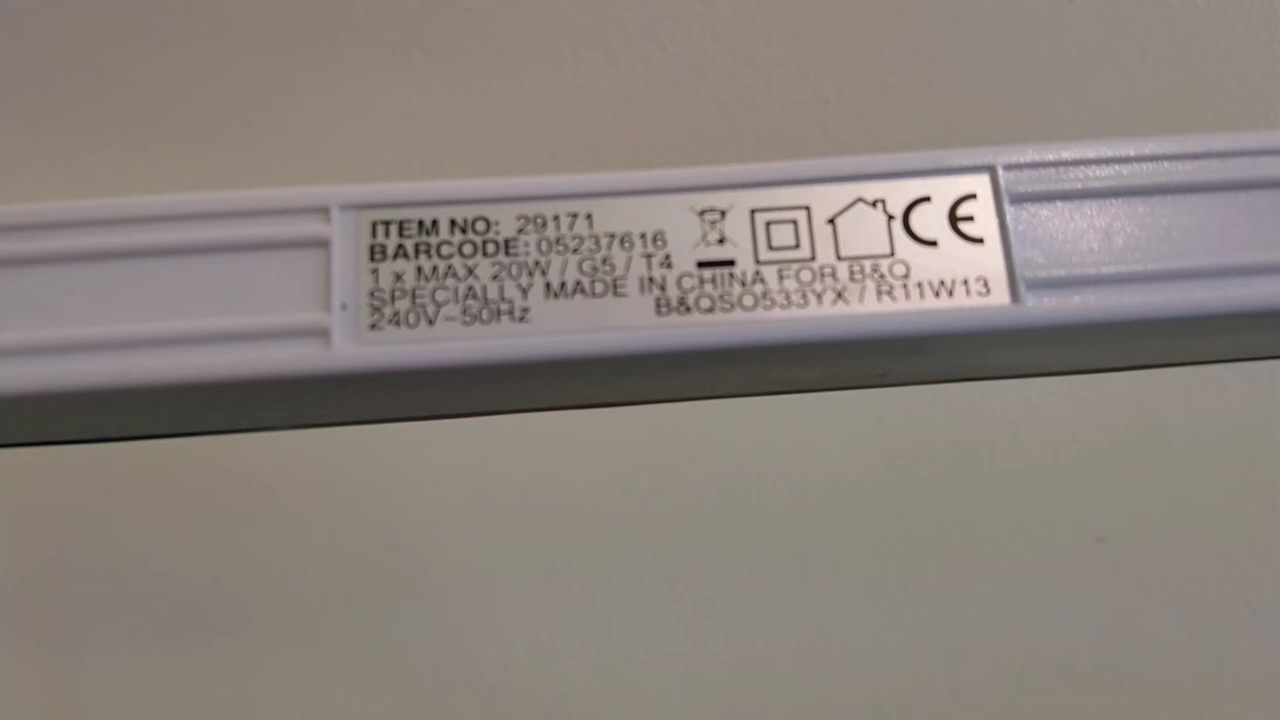 ITEM NO: 29171
BARCODE: 05237616
1 x MAX 20W / G5 / T4
SPECIALLY MADE IN CHINA FOR B&Q
240V~50Hz B&QSO533YX / R11W13
CE